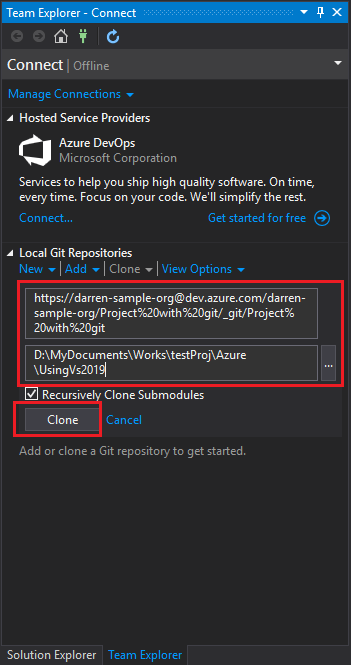 Team Explorer - Connect
Connect | Offline
Manage Connections
Hosted Service Providers
Azure DevOps
Microsoft Corporation
Services to help you ship high quality software. On time,
every time. Focus on your code. We'll simplify the rest.
Connect... Get started for free
Local Git Repositories
New | Add | Clone | View Options
https://darren-sample-org@dev.azure.com/darren-
sample-org/Project%20with%20git/_git/Project%
20with%20git
D:\MyDocuments\Works\testProj\Azure
\UsingVs2019
...
Recursively Clone Submodules
Clone Cancel
Add or clone a Git repository to get started.
Solution Explorer Team Explorer